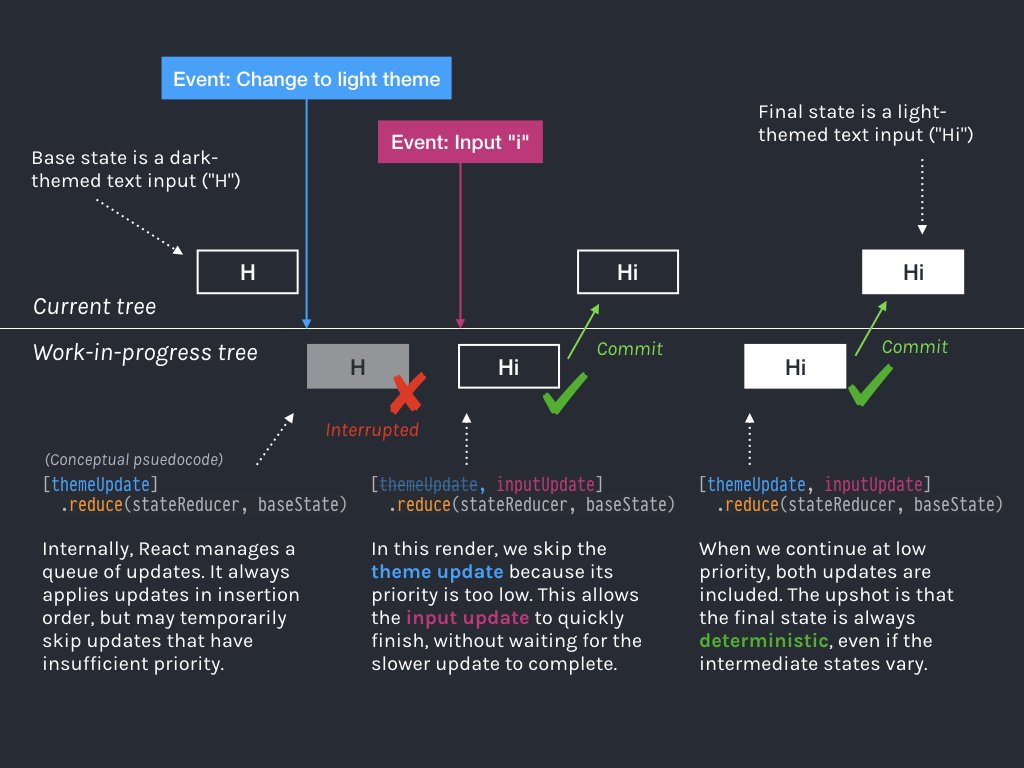 Event: Change to light theme
Event: Input "i"
Final state is a light-
themed text input ("Hi")
Base state is a dark-
themed text input ("H")
H
Hi
Hi
Current tree
Work-in-progress tree
H
Hi
Commit
Hi
Commit
Interrupted
(Conceptual psuedocode)
[themeUpdate]
.reduce(stateReducer, baseState)
Internally, React manages a
queue of updates. It always
applies updates in insertion
order, but may temporarily
skip updates that have
insufficient priority.
[themeUpdate, inputUpdate]
.reduce(stateReducer, baseState)
In this render, we skip the
theme update because its
priority is too low. This allows
the input update to quickly
finish, without waiting for the
slower update to complete.
[themeUpdate, inputUpdate]
.reduce(stateReducer, baseState)
When we continue at low
priority, both updates are
included. The upshot is that
the final state is always
deterministic, even if the
intermediate states vary.